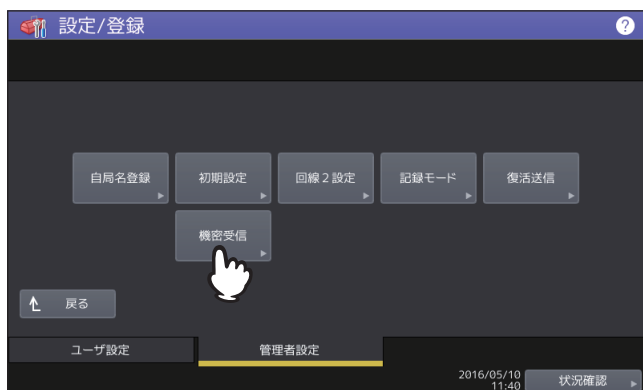 設定/登録
?
自局名登録
初期設定
回線2設定
記録モード
復活送信
機密受信
戻る
ユーザ設定
管理者設定
2016/05/10
11:40
状況確認